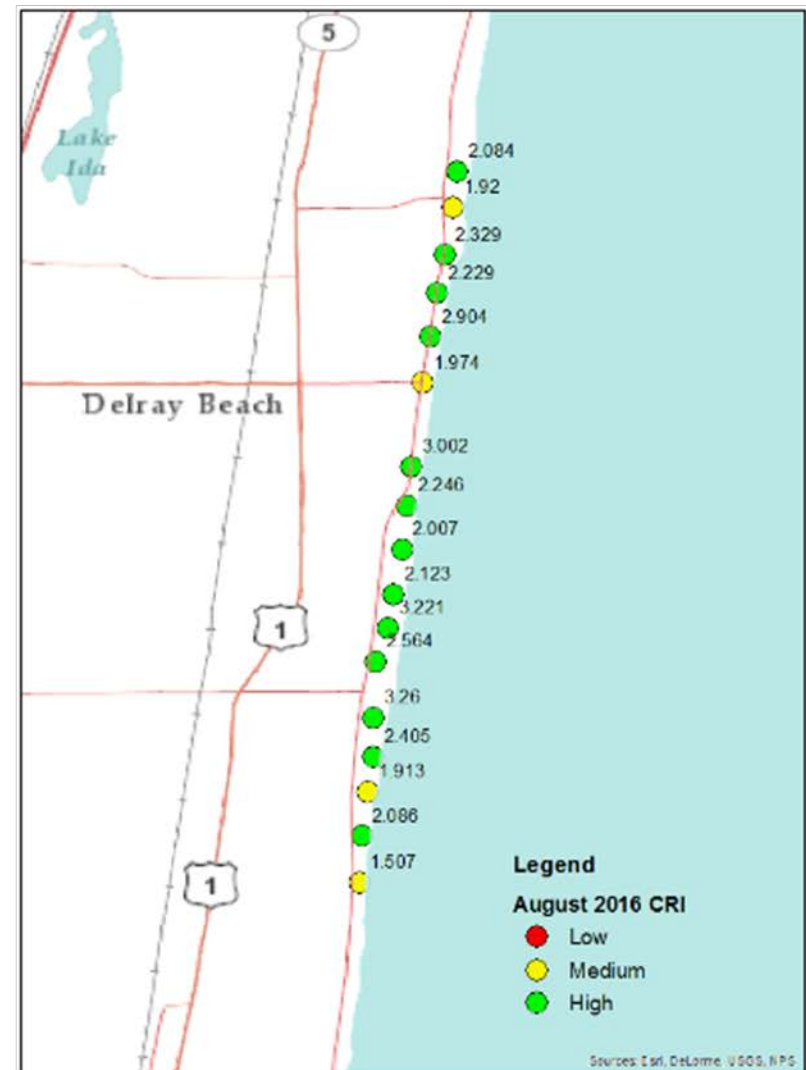 5
Lake
Ida
2.084
1.92
2.329
2.229
2.904
1.974
Delray Beach
3.002
2.246
2.007
2.123
3.221
1
2.564
3.26
2.405
1.913
2.086
1.507
1
Legend
August 2016 CRI
Low
Medium
High
Sources: Esri, DeLorme, USGS, NPS